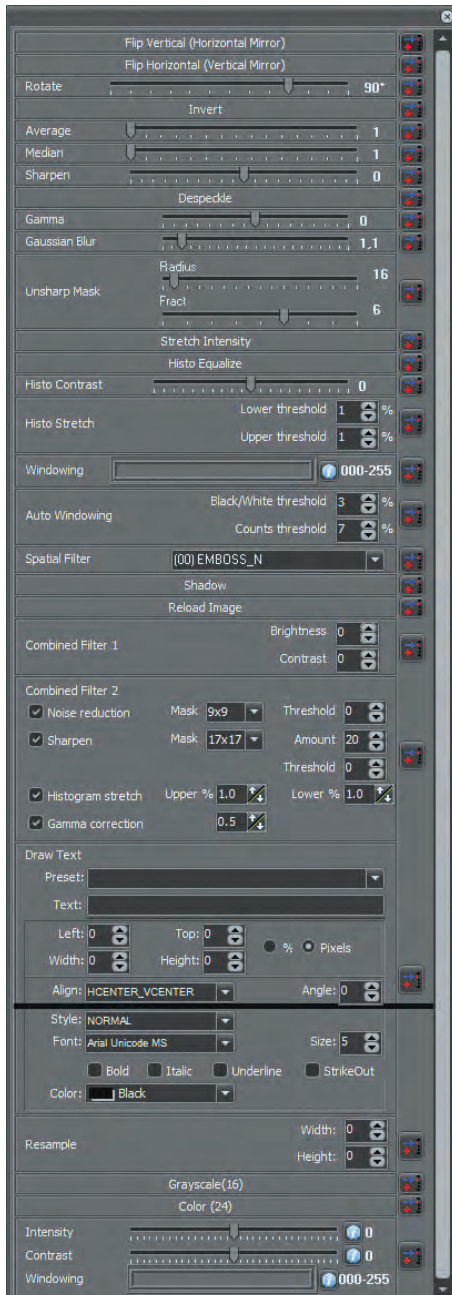 Flip Vertical (Horizontal Mirror)
Flip Horizontal (Vertical Mirror)
Rotate 90°
Invert
Average 1
Median 1
Sharpen 0
Despeckle
Gamma 0
Gaussian Blur 1,1
Radius 16
Unsharp Mask
Fract 6
Stretch Intensity
Histo Equalize
Histo Contrast 0
Lower threshold 1 %
Histo Stretch
Upper threshold 1 %
Windowing 000-255
Black/White threshold 3 %
Auto Windowing
Counts threshold 7 %
Spatial Filter (00) EMBOSS_N
Shadow
Reload Image
Brightness 0
Combined Filter 1
Contrast 0
Combined Filter 2
Noise reduction Mask 9x9 Threshold 0
Sharpen Mask 17x17 Amount 20
Threshold 0
Histogram stretch Upper % 1.0 Lower % 1.0
Gamma correction 0.5
Draw Text
Preset:
Text:
Left: 0 Top: 0
% Pixels
Width: 0 Height: 0
Align: HCENTER_VCENTER Angle: 0
Style: NORMAL
Font: Arial Unicode MS Size: 5
Bold Italic Underline StrikeOut
Color: Black
Width: 0
Resample
Height: 0
Grayscale(16)
Color (24)
Intensity 0
Contrast 0
Windowing 000-255